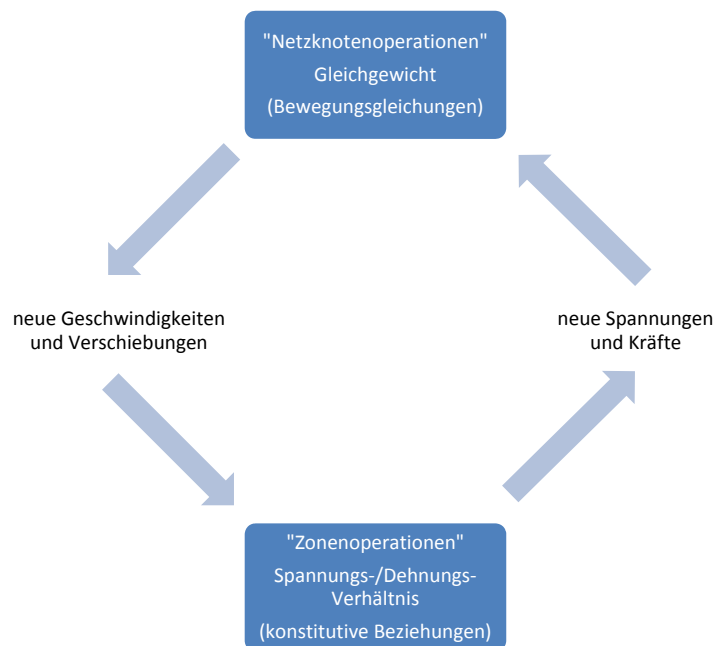 "Netzknotenoperationen"
Gleichgewicht
(Bewegungsgleichungen)
neue Geschwindigkeiten
und Verschiebungen
neue Spannungen
und Kräfte
"Zonenoperationen"
Spannungs-/Dehnungs-
Verhältnis
(konstitutive Beziehungen)